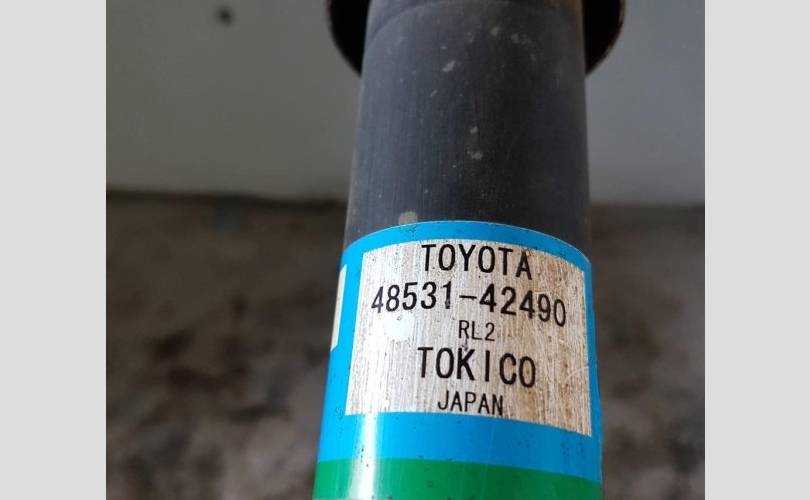 TOYOTA
48531-42490
RL2
TOKICO
JAPAN